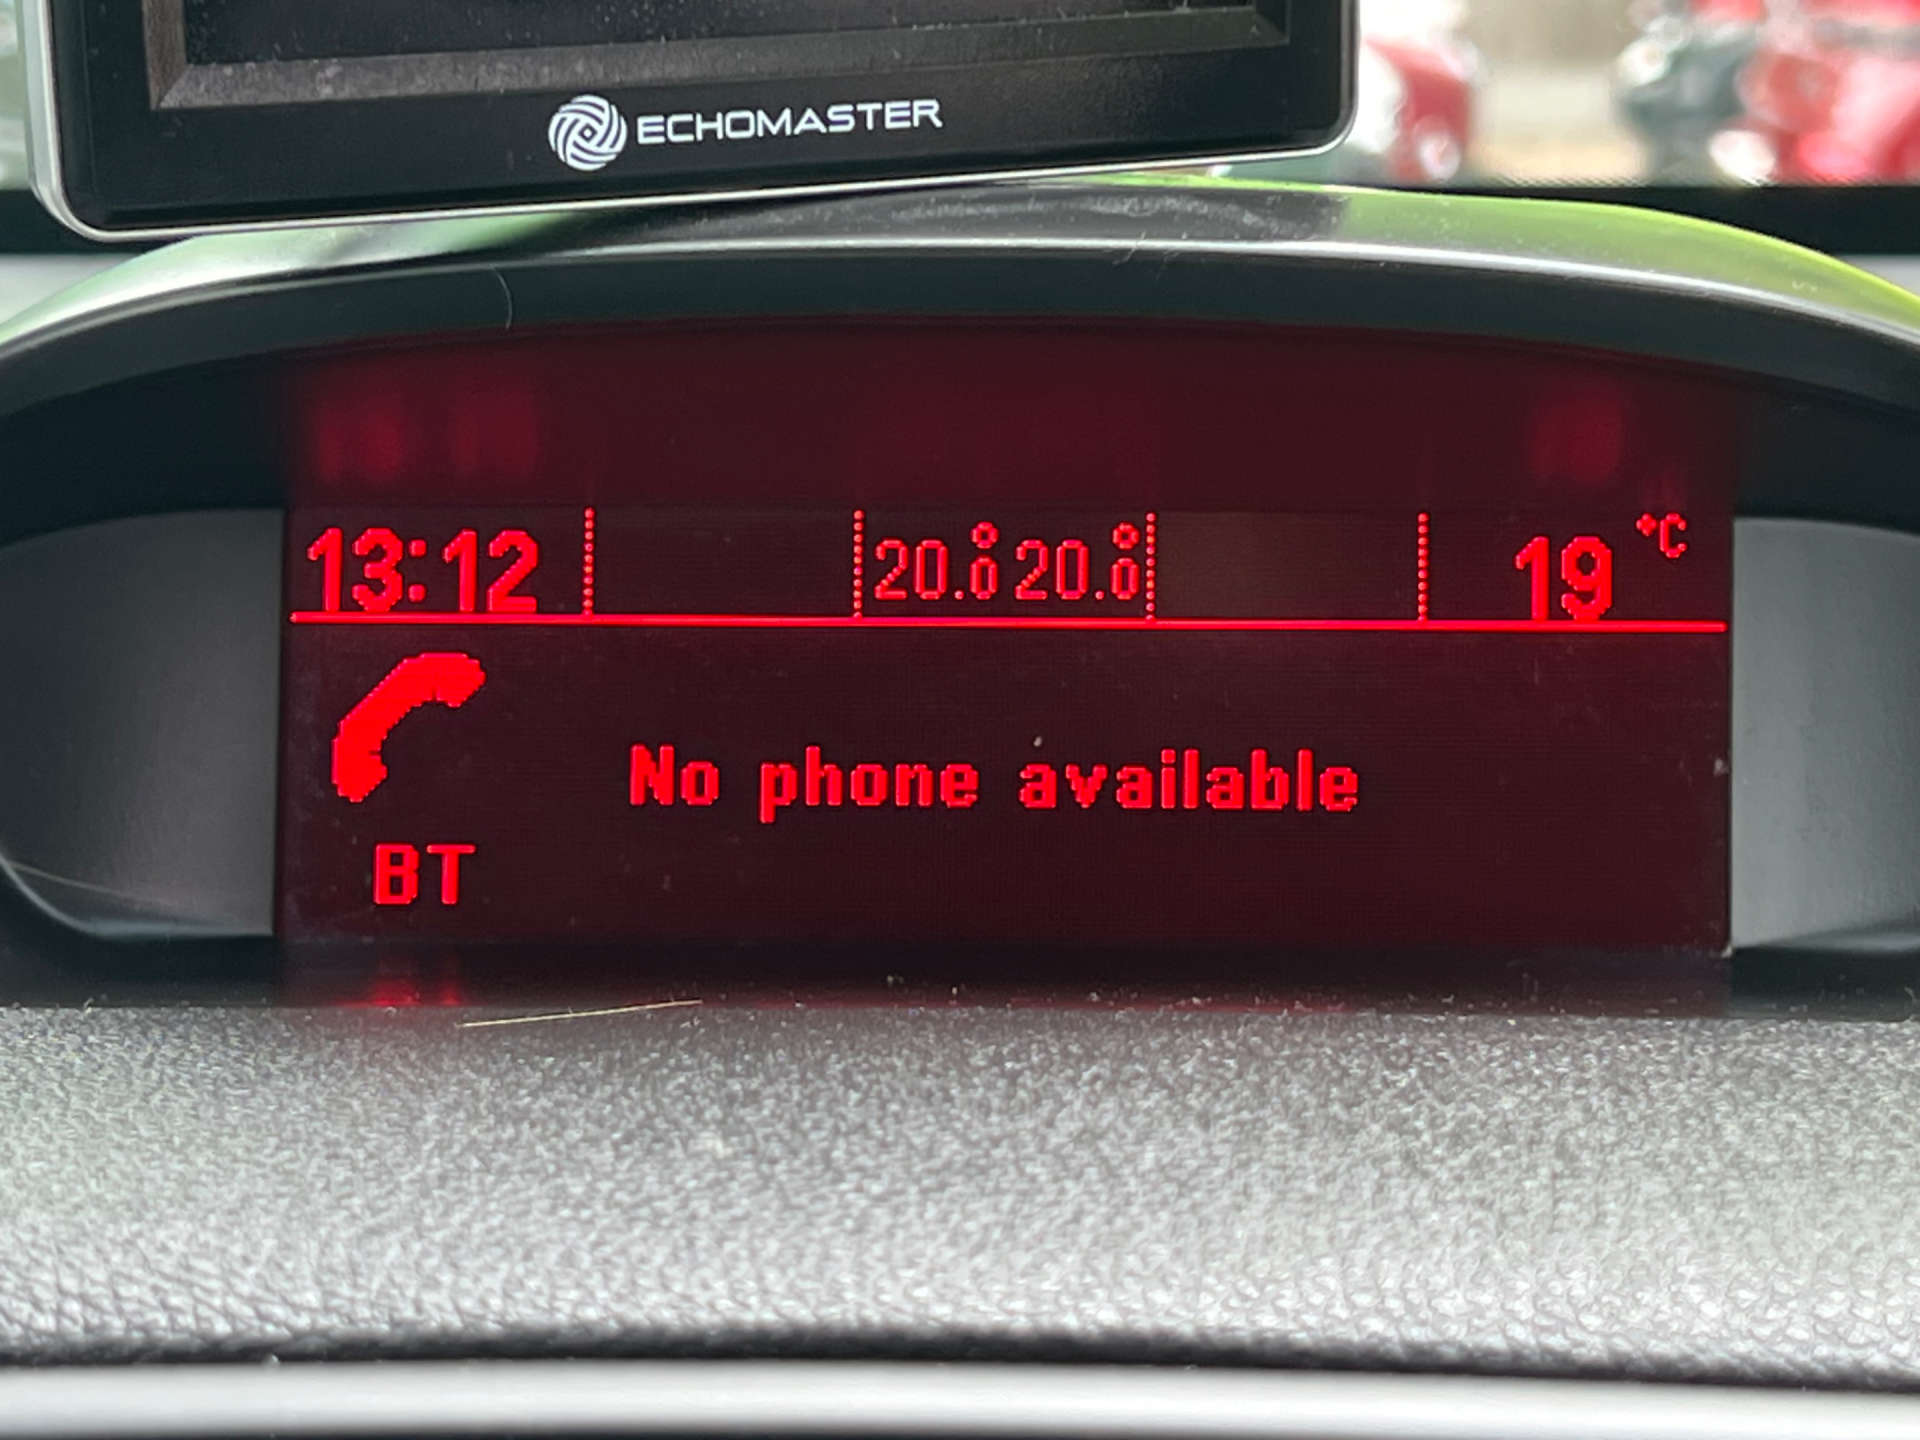 ECHOMASTER
13:12 20.0° 20.0° 19 °C
No phone available
BT